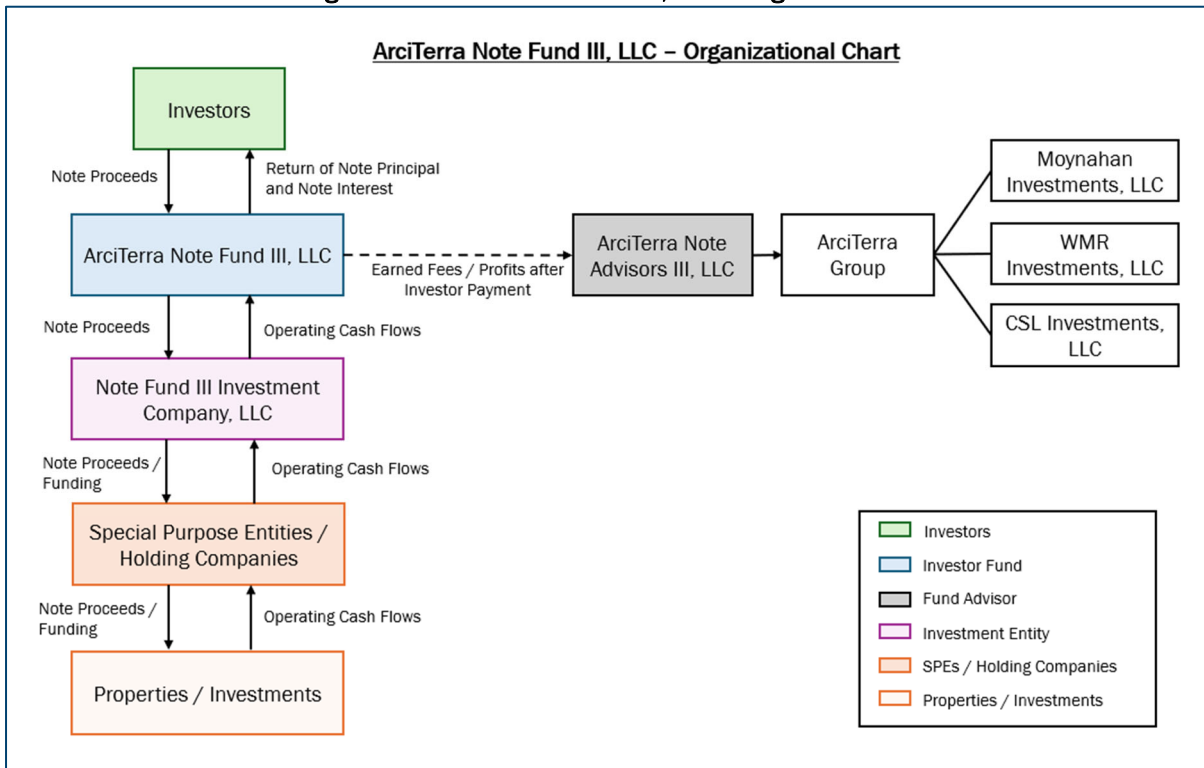 ArciTerra Note Fund III, LLC – Organizational Chart
Investors
Note Proceeds
Return of Note Principal
and Note Interest
Moynahan
Investments, LLC
ArciTerra Note Fund III, LLC
Earned Fees / Profits after
Investor Payment
ArciTerra Note
Advisors III, LLC
ArciTerra
Group
WMR
Investments, LLC
CSL Investments,
LLC
Note Proceeds
Operating Cash Flows
Note Fund III Investment
Company, LLC
Note Proceeds /
Funding
Operating Cash Flows
Special Purpose Entities /
Holding Companies
Note Proceeds /
Funding
Operating Cash Flows
Properties / Investments
Investors
Investor Fund
Fund Advisor
Investment Entity
SPEs / Holding Companies
Properties / Investments